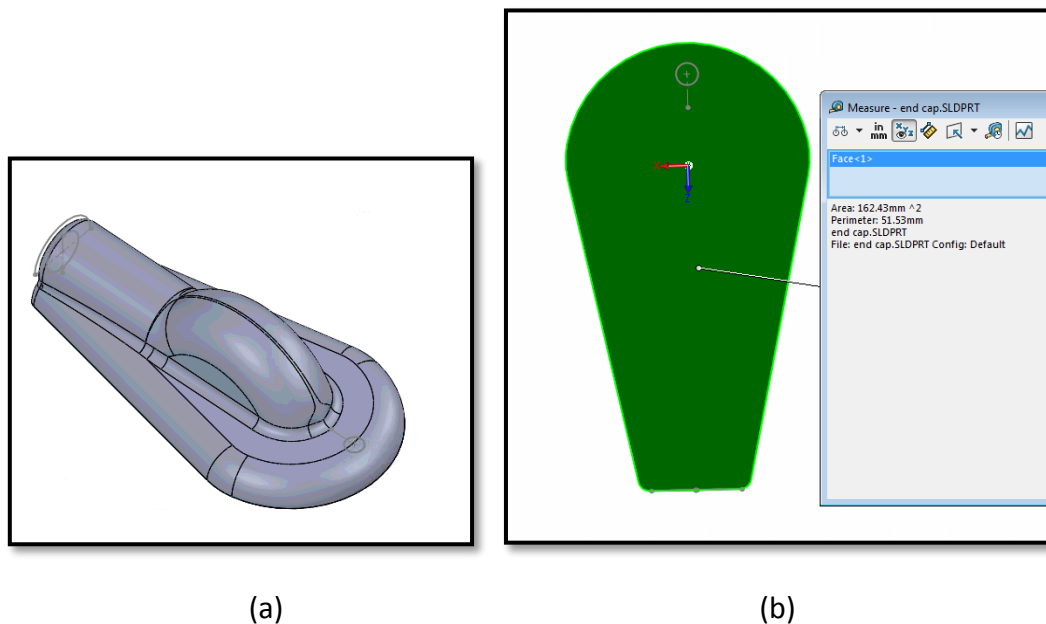 Measure - end cap.SLDPRT
in
mm
XYZ
Face<1>
Area: 162.43mm ^2
Perimeter: 51.53mm
end cap.SLDPRT
File: end cap.SLDPRT Config: Default
X
Z
(a)
(b)